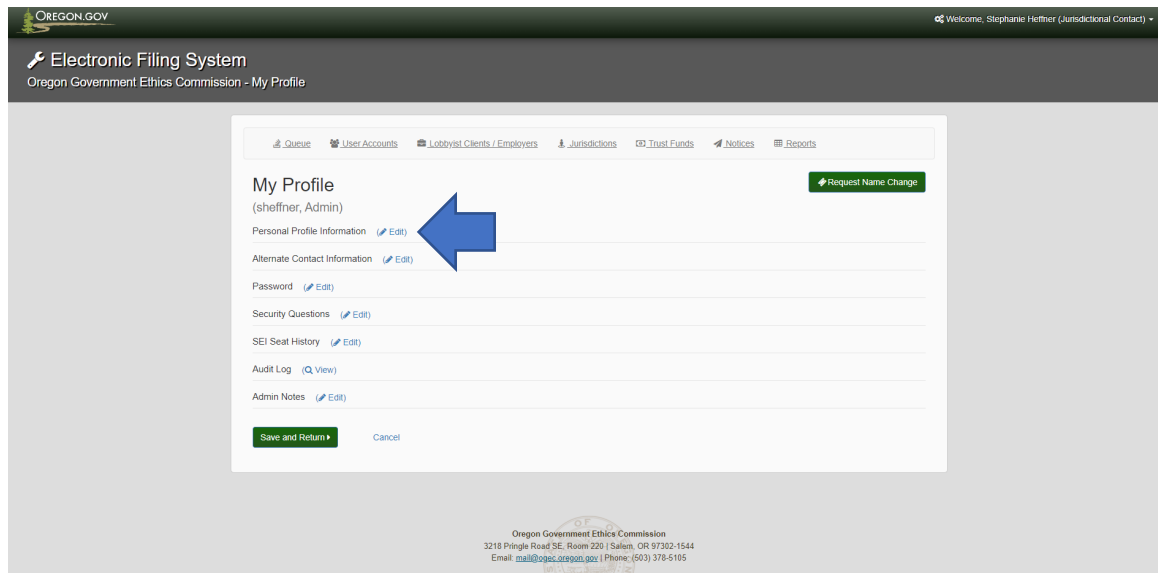 OREGON.GOV
Welcome, Stephanie Heffner (Jurisdictional Contact)
Electronic Filing System
Oregon Government Ethics Commission - My Profile
Queue User Accounts Lobbyist Clients / Employers Jurisdictions Trust Funds Notices Reports
My Profile
Request Name Change
(sheffner, Admin)
Personal Profile Information (Edit)
Alternate Contact Information (Edit)
Password (Edit)
Security Questions (Edit)
SEI Seat History (Edit)
Audit Log (View)
Admin Notes (Edit)
Save and Return Cancel
Oregon Government Ethics Commission
3218 Pringle Road SE, Room 220 | Salem, OR 97302-1544
Email: mail@ogec.oregon.gov | Phone: (503) 378-5105